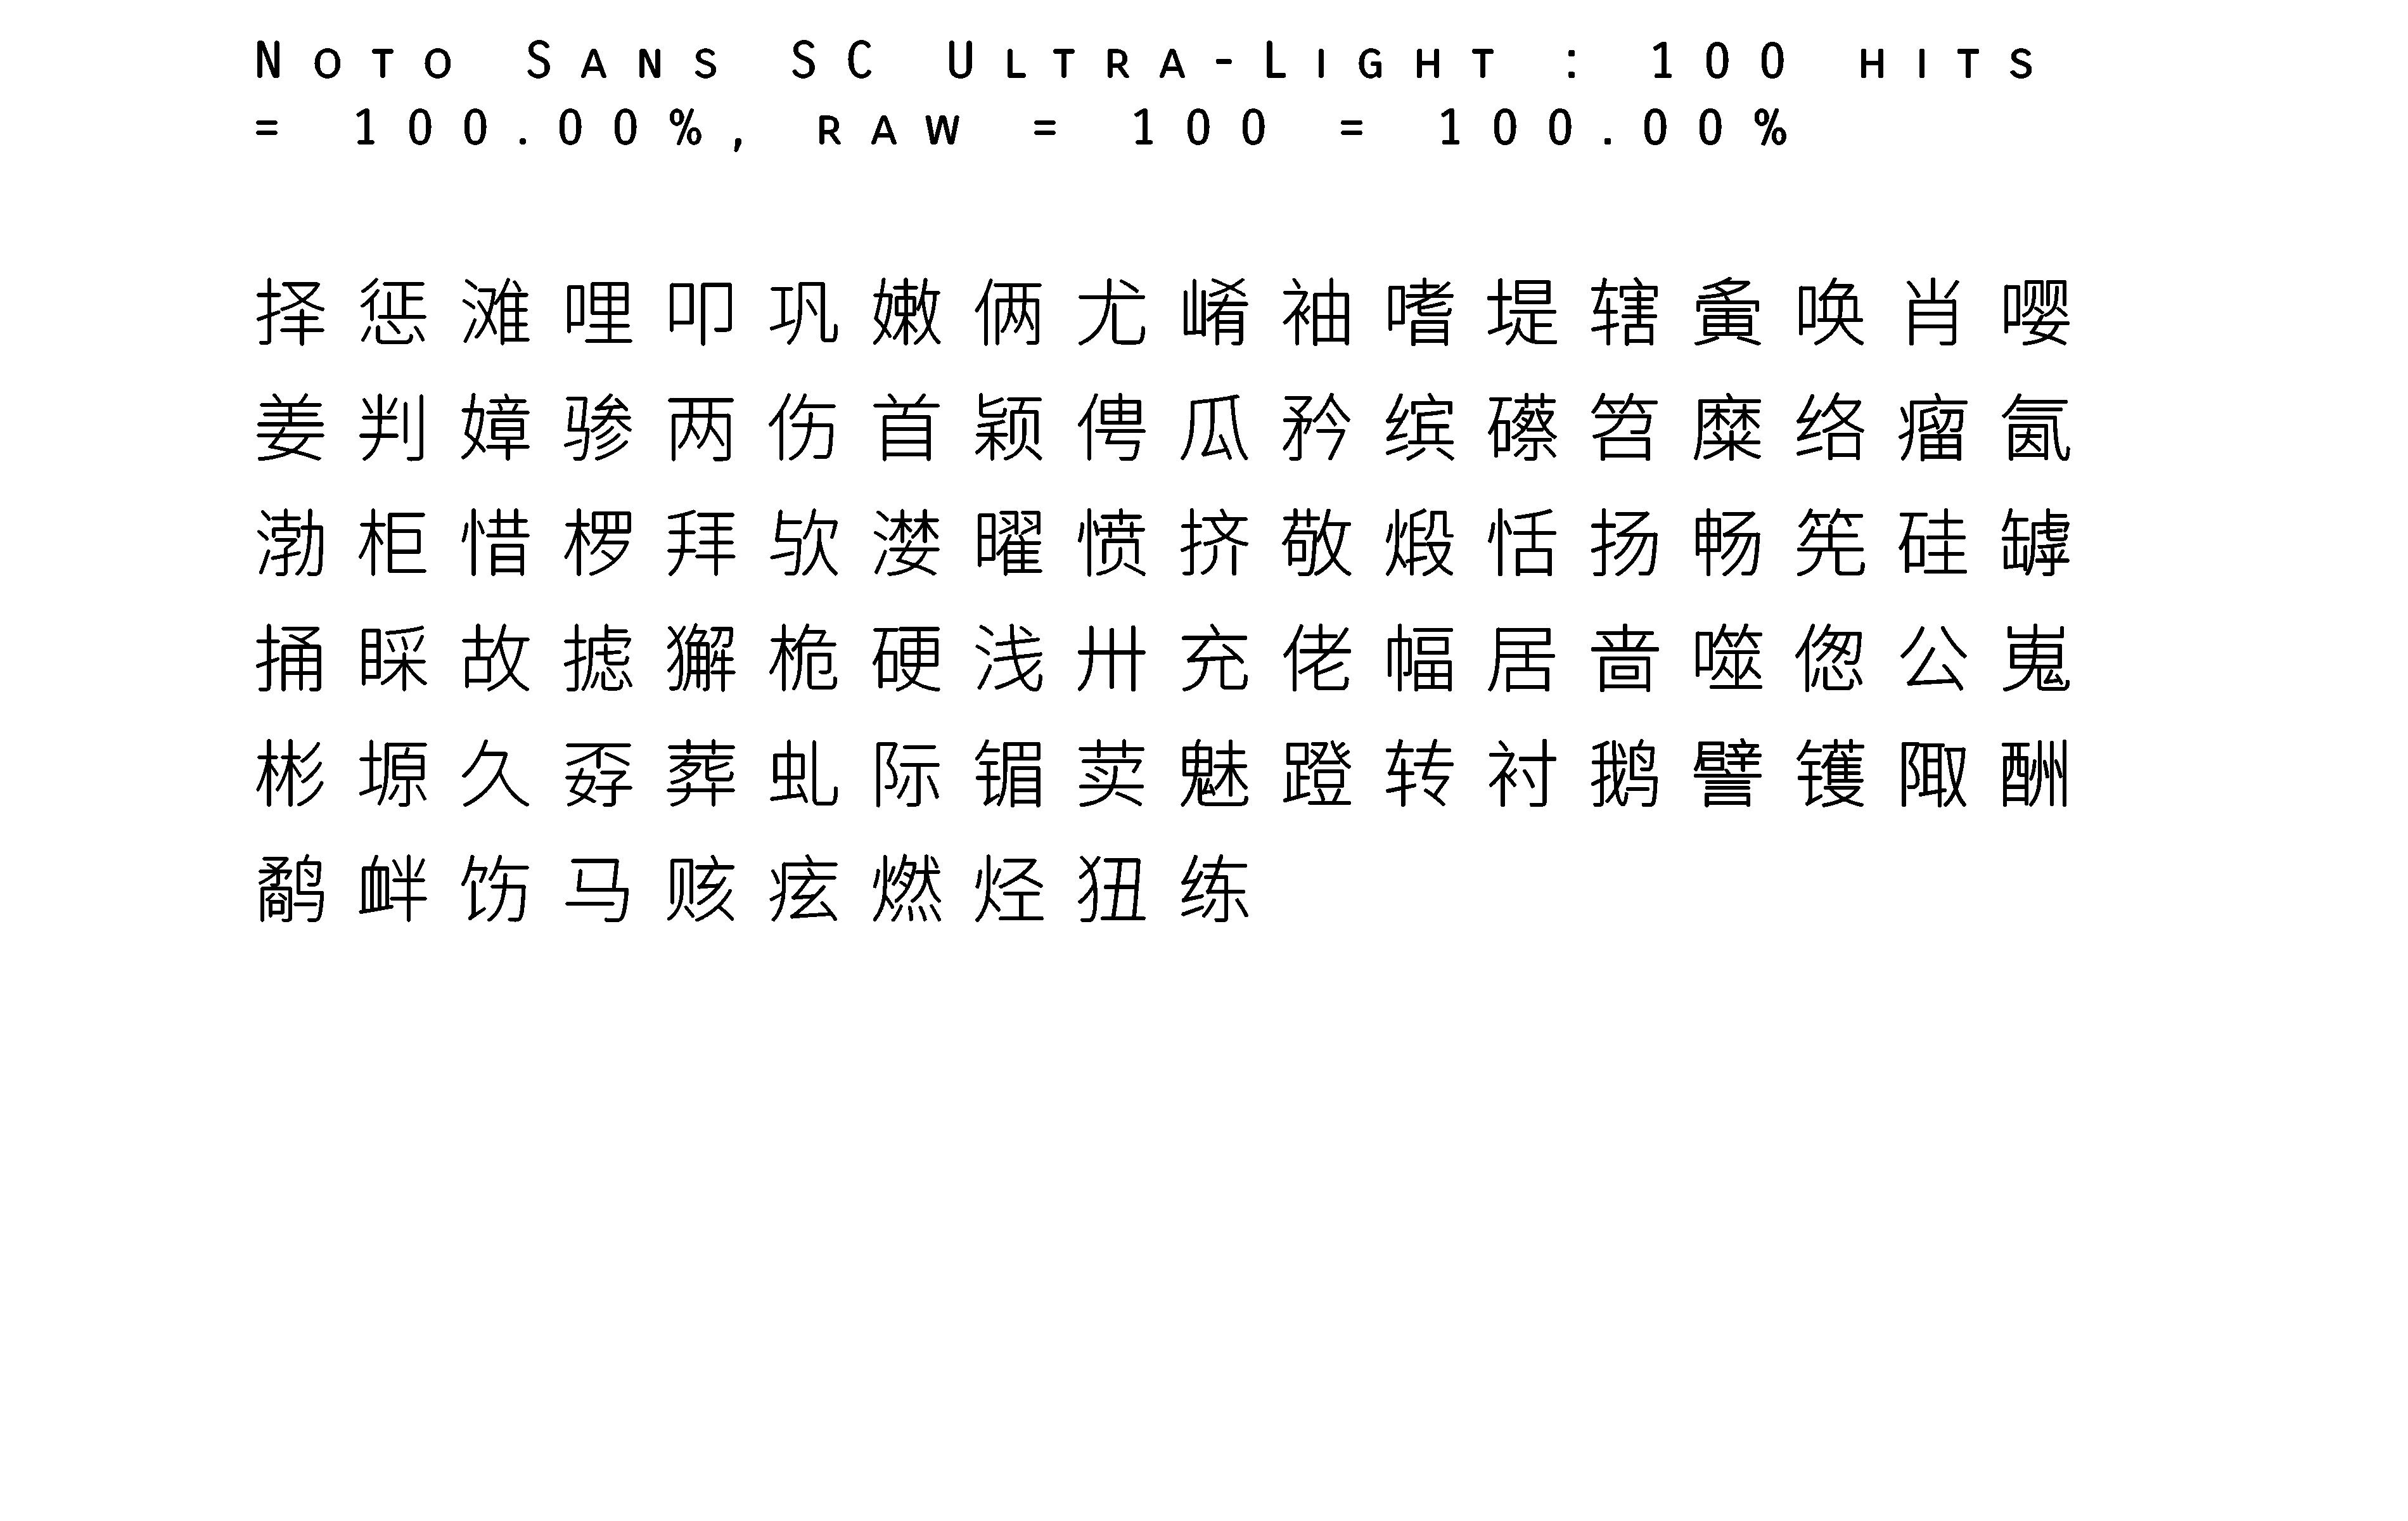 Noto Sans SC Ultra-Light : 100 hits
= 100.00%, raw = 100 = 100.00%
择惩滩哩叩巩嫩俩尤崤袖嗜堤辖夤唤肖嘤
姜判嫜骖两伤首颖俜瓜矜缤礤笤糜络瘤氤
渤柜惜椤拜欤溇曜愤挤敬煅恬扬畅筅硅罅
捅睬故摅獬桅硬浅卅充佬幅居啬噬偬公嵬
彬塬久孬葬虬际镅荬魅蹬转衬鹅譬镬陬酬
鹬衅饬马赅痃燃烃狃练